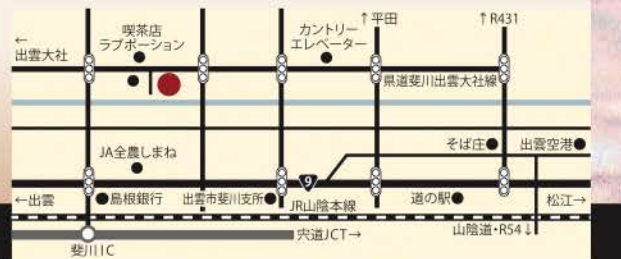 ↑平田
↑R431
喫茶店
ラブポーション
カントリー
エレベーター
←
出雲大社
県道斐川出雲大社線
そば庄
出雲空港
JA全農しまね
9
←出雲
島根銀行
出雲市斐川支所
JR山陰本線
道の駅
松江→
宍道JCT→
山陰道・R54↓
斐川IC